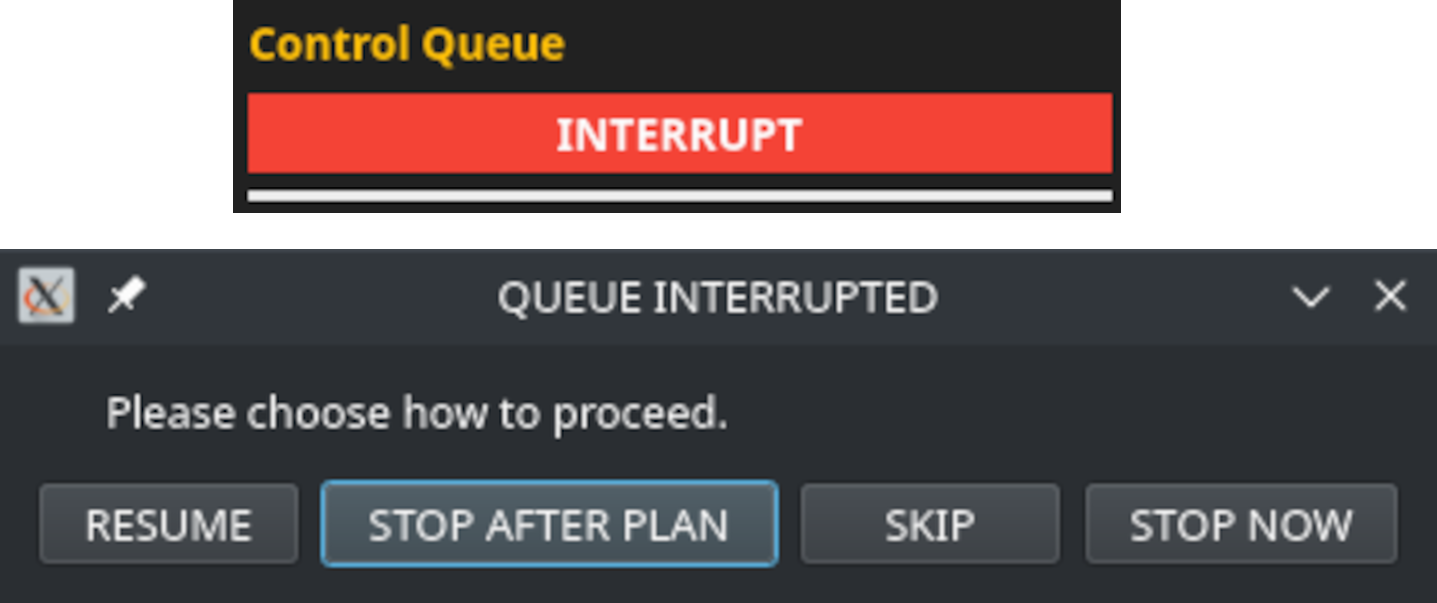 Control Queue
INTERRUPT
QUEUE INTERRUPTED
Please choose how to proceed.
RESUME STOP AFTER PLAN SKIP STOP NOW